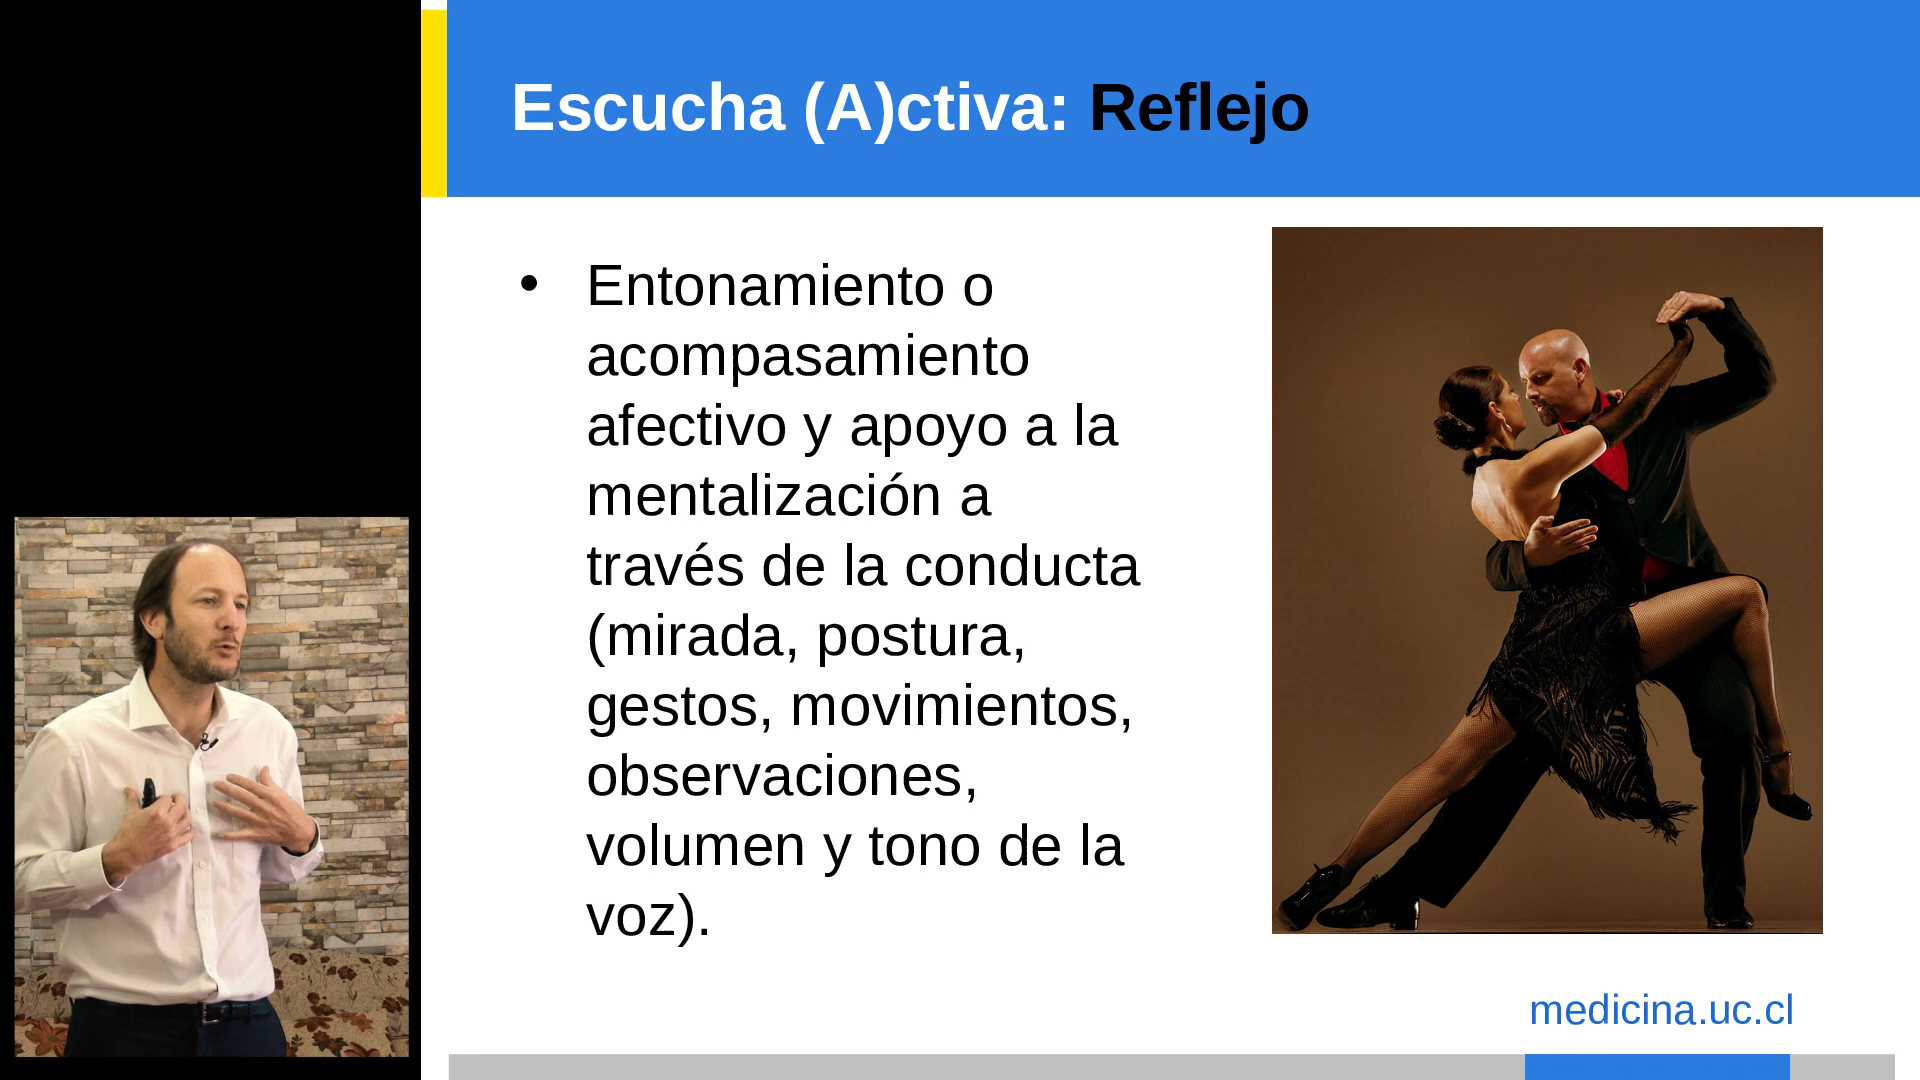 Escucha (A)ctiva: Reflejo
• Entonamiento o
acompasamiento
afectivo y apoyo a la
mentalización a
través de la conducta
(mirada, postura,
gestos, movimientos,
observaciones,
volumen y tono de la
voz).
medicina.uc.cl